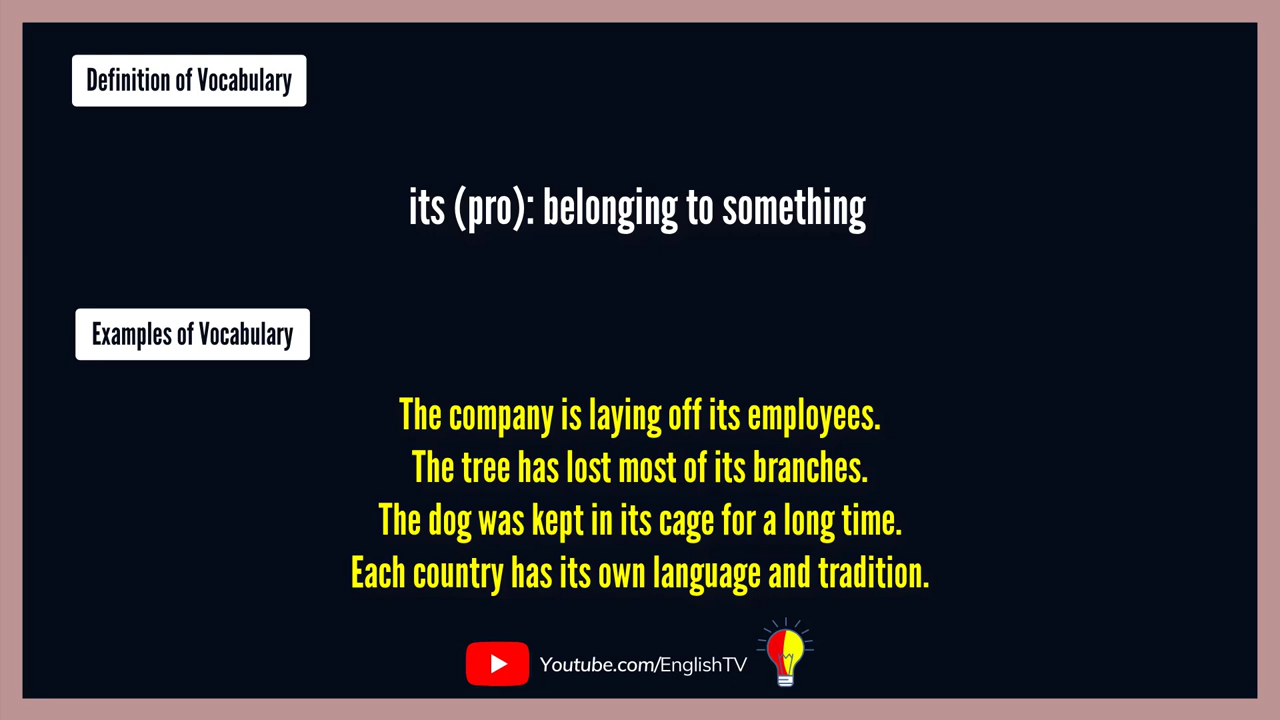 Definition of Vocabulary
its (pro): belonging to something
Examples of Vocabulary
The company is laying off its employees.
The tree has lost most of its branches.
The dog was kept in its cage for a long time.
Each country has its own language and tradition.
Youtube.com/EnglishTV